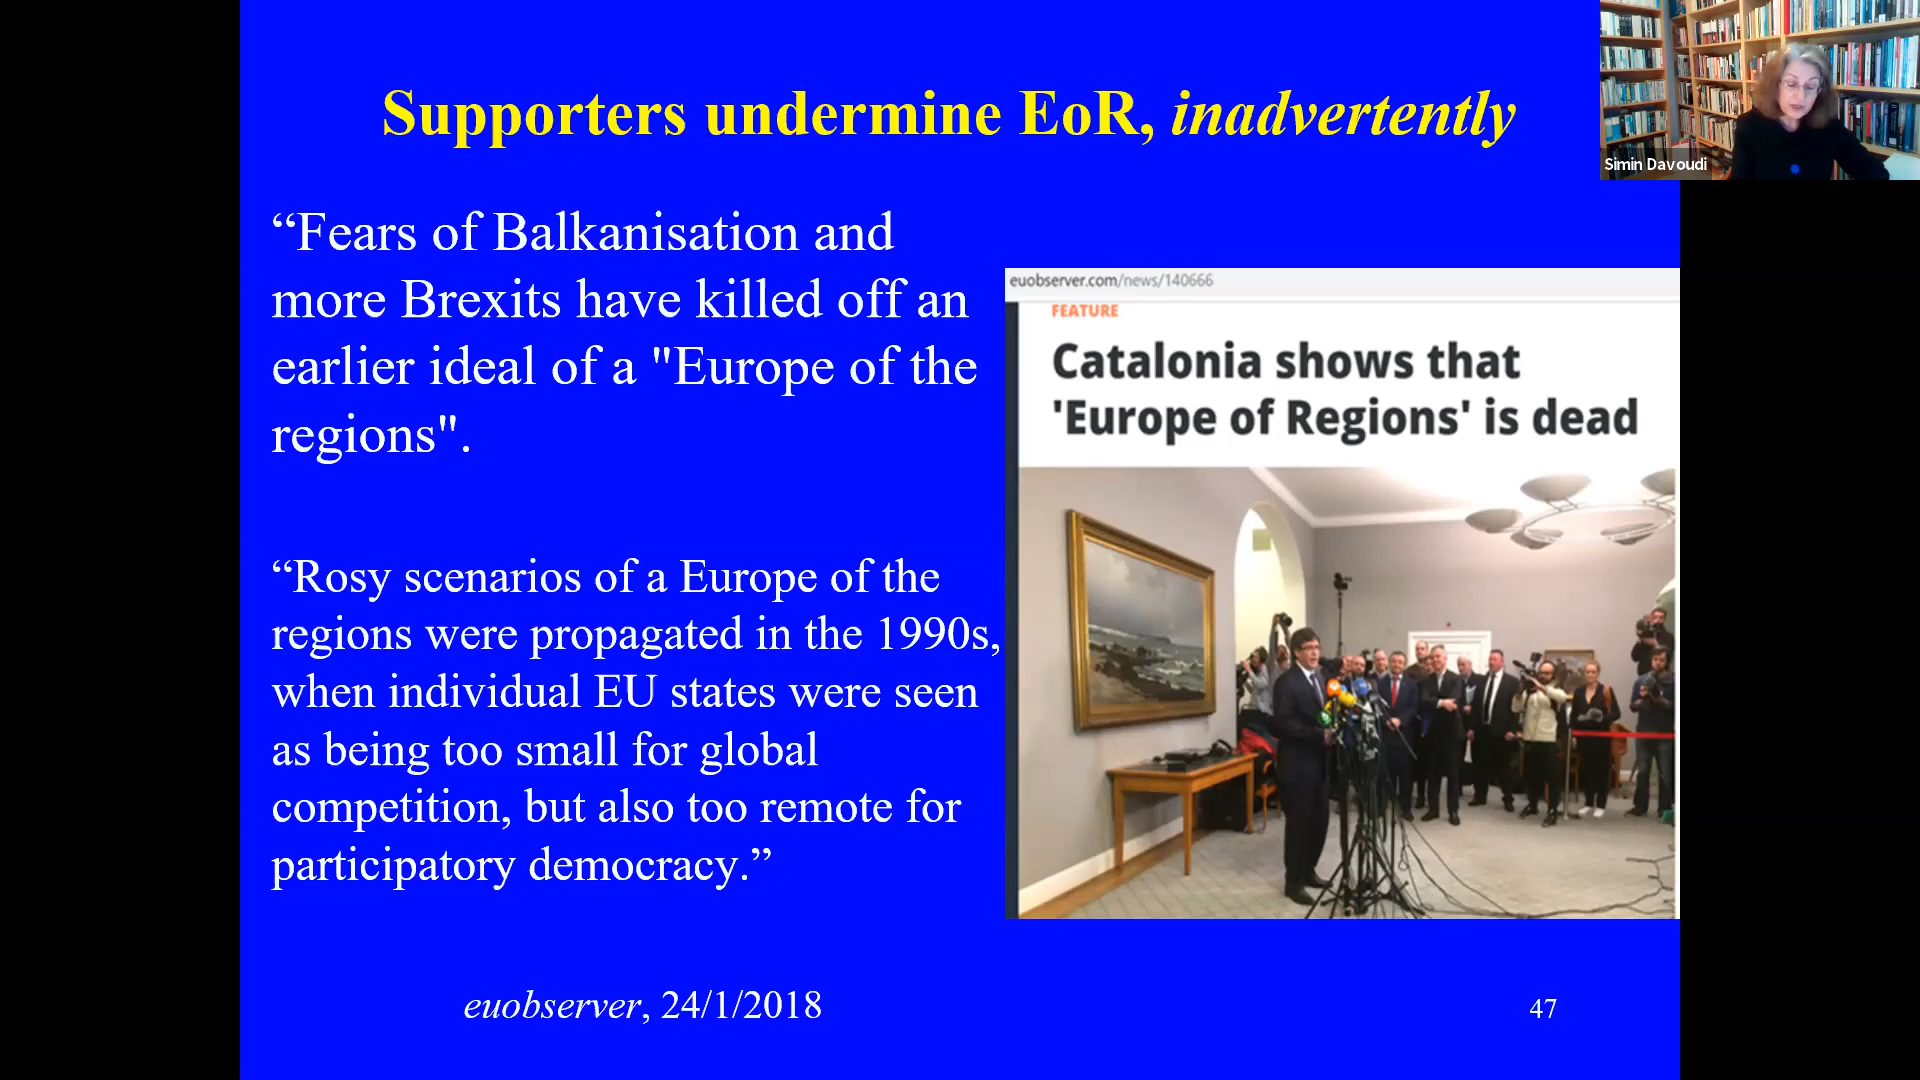 Supporters undermine EoR, inadvertently
Simin Davoudi
“Fears of Balkanisation and
more Brexits have killed off an
earlier ideal of a "Europe of the
regions".
“Rosy scenarios of a Europe of the
regions were propagated in the 1990s,
when individual EU states were seen
as being too small for global
competition, but also too remote for
participatory democracy.”
euobserver.com/news/140666
FEATURE
Catalonia shows that
'Europe of Regions' is dead
euobserver, 24/1/2018
47